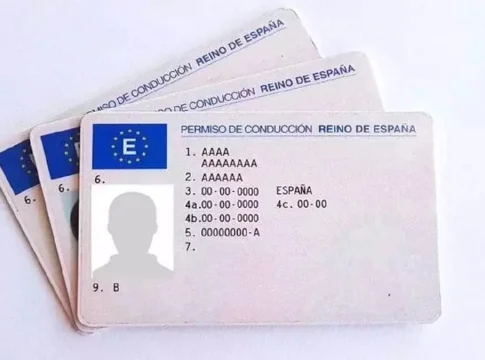 PERMISO DE CONDUCCIÓN REINO DE ESPAÑA
DE CONDUCCIÓN REINO DE ESPAÑA
6.
6.
E
PERMISO DE CONDUCCIÓN REINO DE ESPAÑA
1. AAAA
AAAAAAAA
2. AAAAAA
3. 00-00-0000 ESPAÑA
4a.00-00-0000 4c. 00-00
4b.00-00-0000
5. 00000000-A
7.
6.
9. B